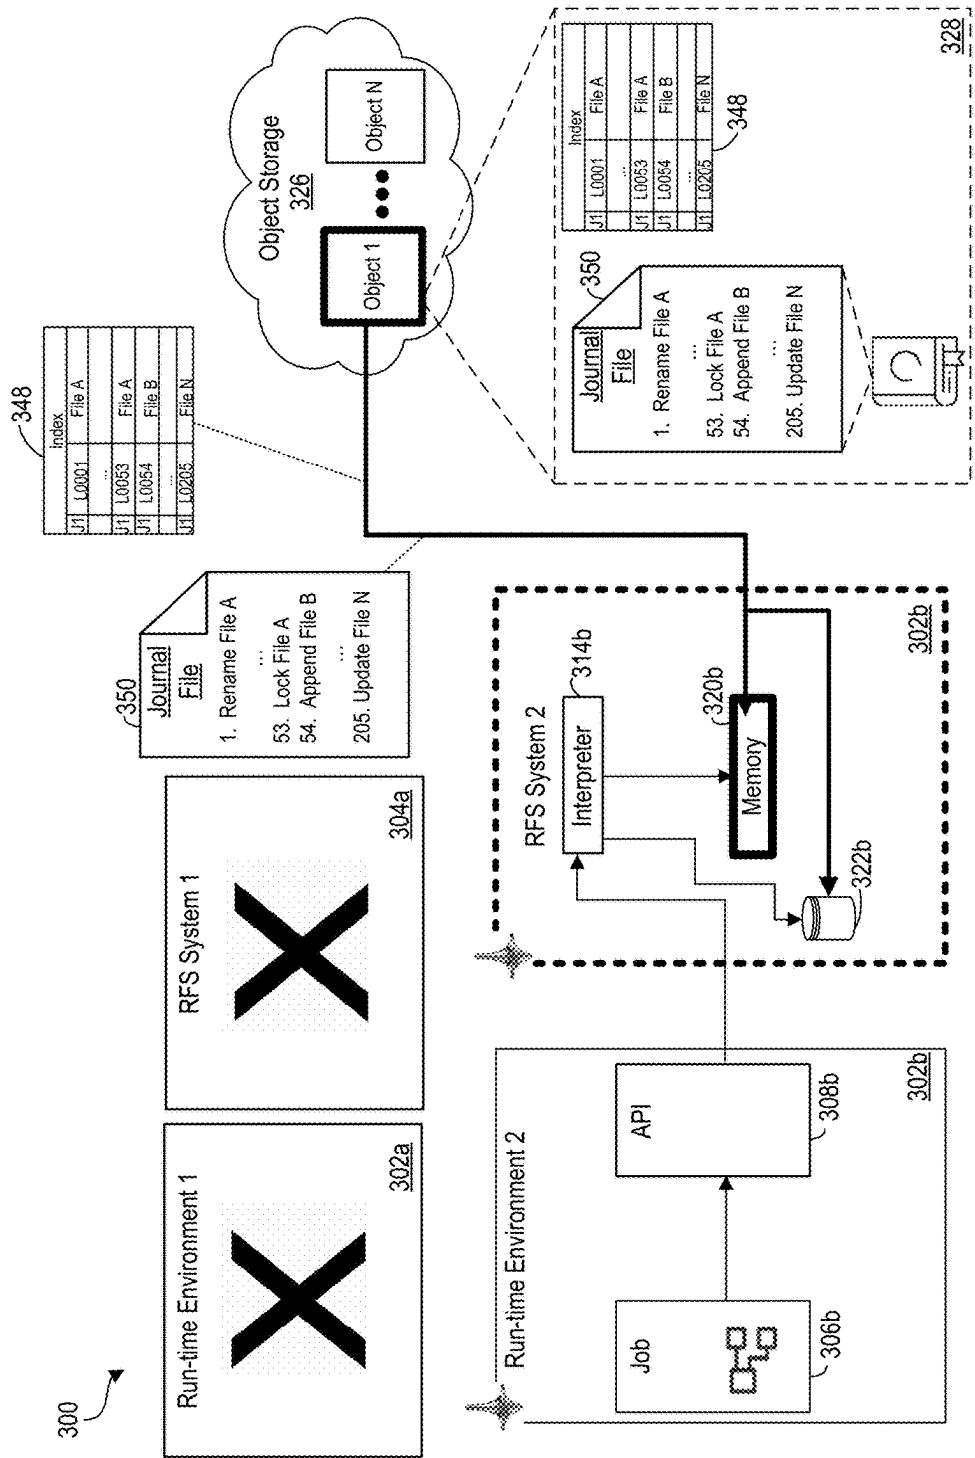 300
Run-time Environment 1
302a
RFS System 1
304a
350
Journal
File
1. Rename File A
...
53. Lock File A
54. Append File B
...
205. Update File N
348
Index
J1 L0001 File A
...
J1 L0053 File A
J1 L0054 File B
...
J1 L0205 File N
Object Storage
326
Object 1
Object N
Run-time Environment 2
Job
306b
API
308b
302b
RFS System 2
Interpreter
314b
Memory
320b
322b
302b
Journal
File
350
1. Rename File A
...
53. Lock File A
54. Append File B
...
205. Update File N
Index
J1 L0001 File A
...
J1 L0053 File A
J1 L0054 File B
...
J1 L0205 File N
348
328